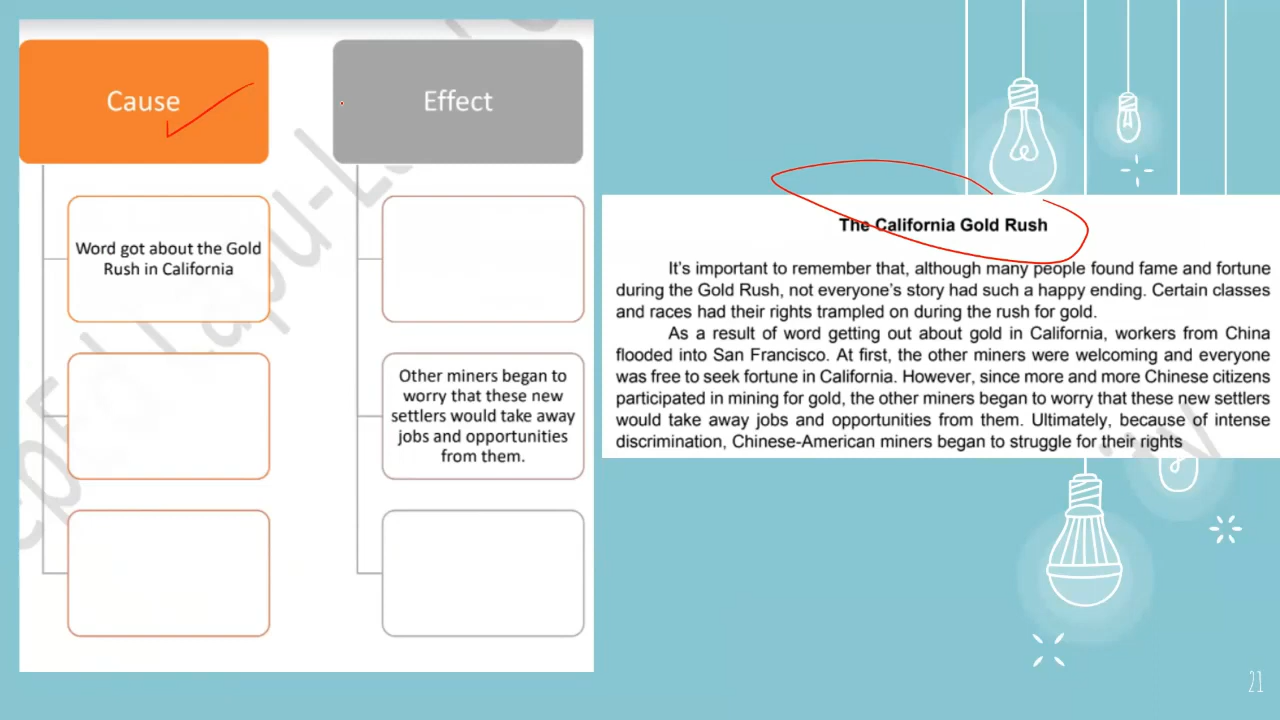 Cause
Effect
Word got about the Gold
Rush in California
Other miners began to
worry that these new
settlers would take away
jobs and opportunities
from them.
The California Gold Rush
It's important to remember that, although many people found fame and fortune
during the Gold Rush, not everyone's story had such a happy ending. Certain classes
and races had their rights trampled on during the rush for gold.
As a result of word getting out about gold in California, workers from China
flooded into San Francisco. At first, the other miners were welcoming and everyone
was free to seek fortune in California. However, since more and more Chinese citizens
participated in mining for gold, the other miners began to worry that these new settlers
would take away jobs and opportunities from them. Ultimately, because of intense
discrimination, Chinese-American miners began to struggle for their rights
21